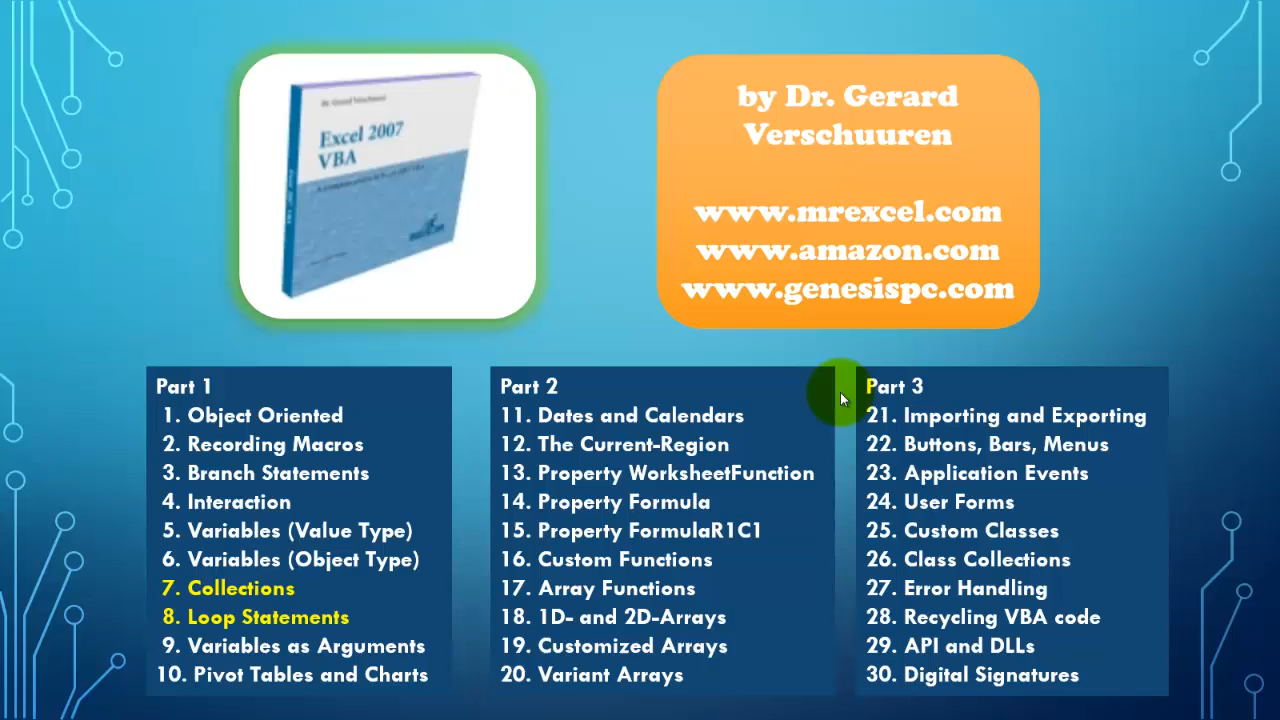 Excel 2007
VBA
by Dr. Gerard
Verschuuren
www.mrexcel.com
www.amazon.com
www.genesispc.com
Part 1
1. Object Oriented
2. Recording Macros
3. Branch Statements
4. Interaction
5. Variables (Value Type)
6. Variables (Object Type)
7. Collections
8. Loop Statements
9. Variables as Arguments
10. Pivot Tables and Charts
Part 2
11. Dates and Calendars
12. The Current-Region
13. Property WorksheetFunction
14. Property Formula
15. Property FormulaR1C1
16. Custom Functions
17. Array Functions
18. 1D- and 2D-Arrays
19. Customized Arrays
20. Variant Arrays
Part 3
21. Importing and Exporting
22. Buttons, Bars, Menus
23. Application Events
24. User Forms
25. Custom Classes
26. Class Collections
27. Error Handling
28. Recycling VBA code
29. API and DLLs
30. Digital Signatures